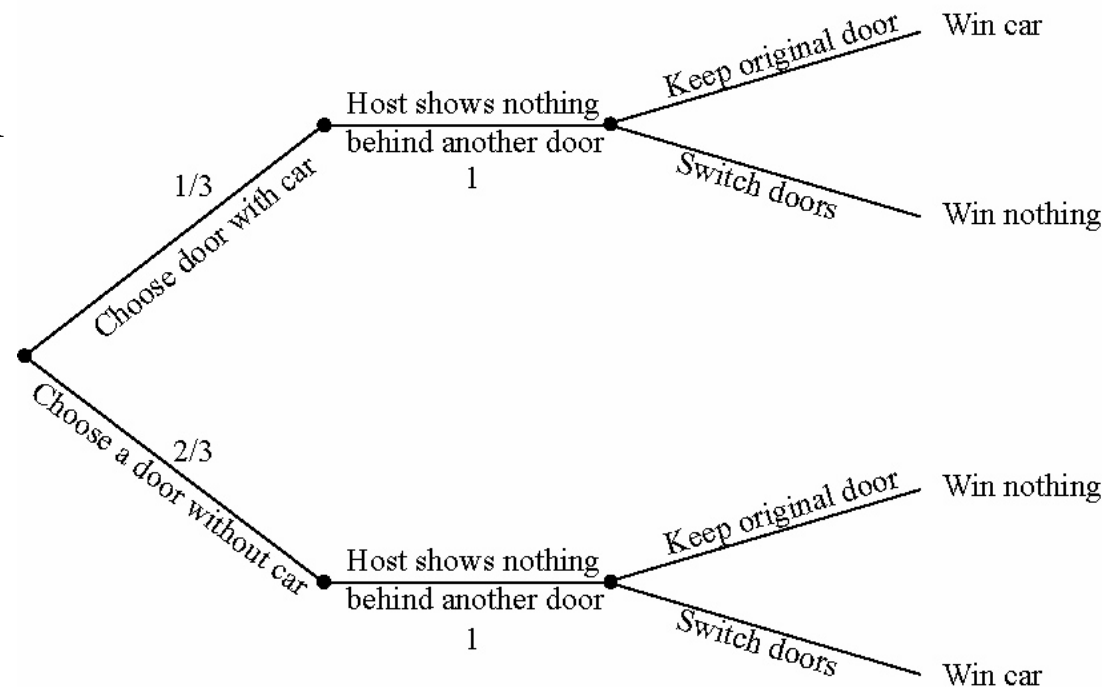 Keep original door
Win car
Host shows nothing
behind another door
1
1/3
Choose door with car
Switch doors
Win nothing
Choose a door without car
2/3
Keep original door
Win nothing
Host shows nothing
behind another door
1
Switch doors
Win car